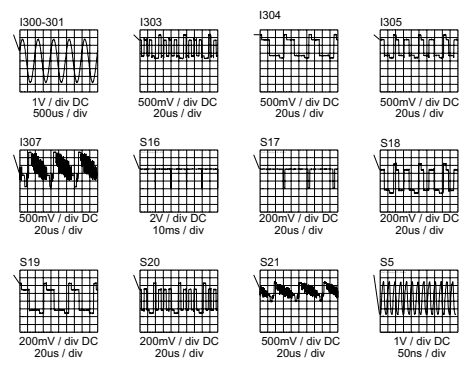 I300-301
1V / div DC
500us / div
I303
500mV / div DC
20us / div
I304
500mV / div DC
20us / div
I305
500mV / div DC
20us / div
I307
500mV / div DC
20us / div
S16
2V / div DC
10ms / div
S17
200mV / div DC
20us / div
S18
200mV / div DC
20us / div
S19
200mV / div DC
20us / div
S20
200mV / div DC
20us / div
S21
500mV / div DC
20us / div
S5
1V / div DC
50ns / div